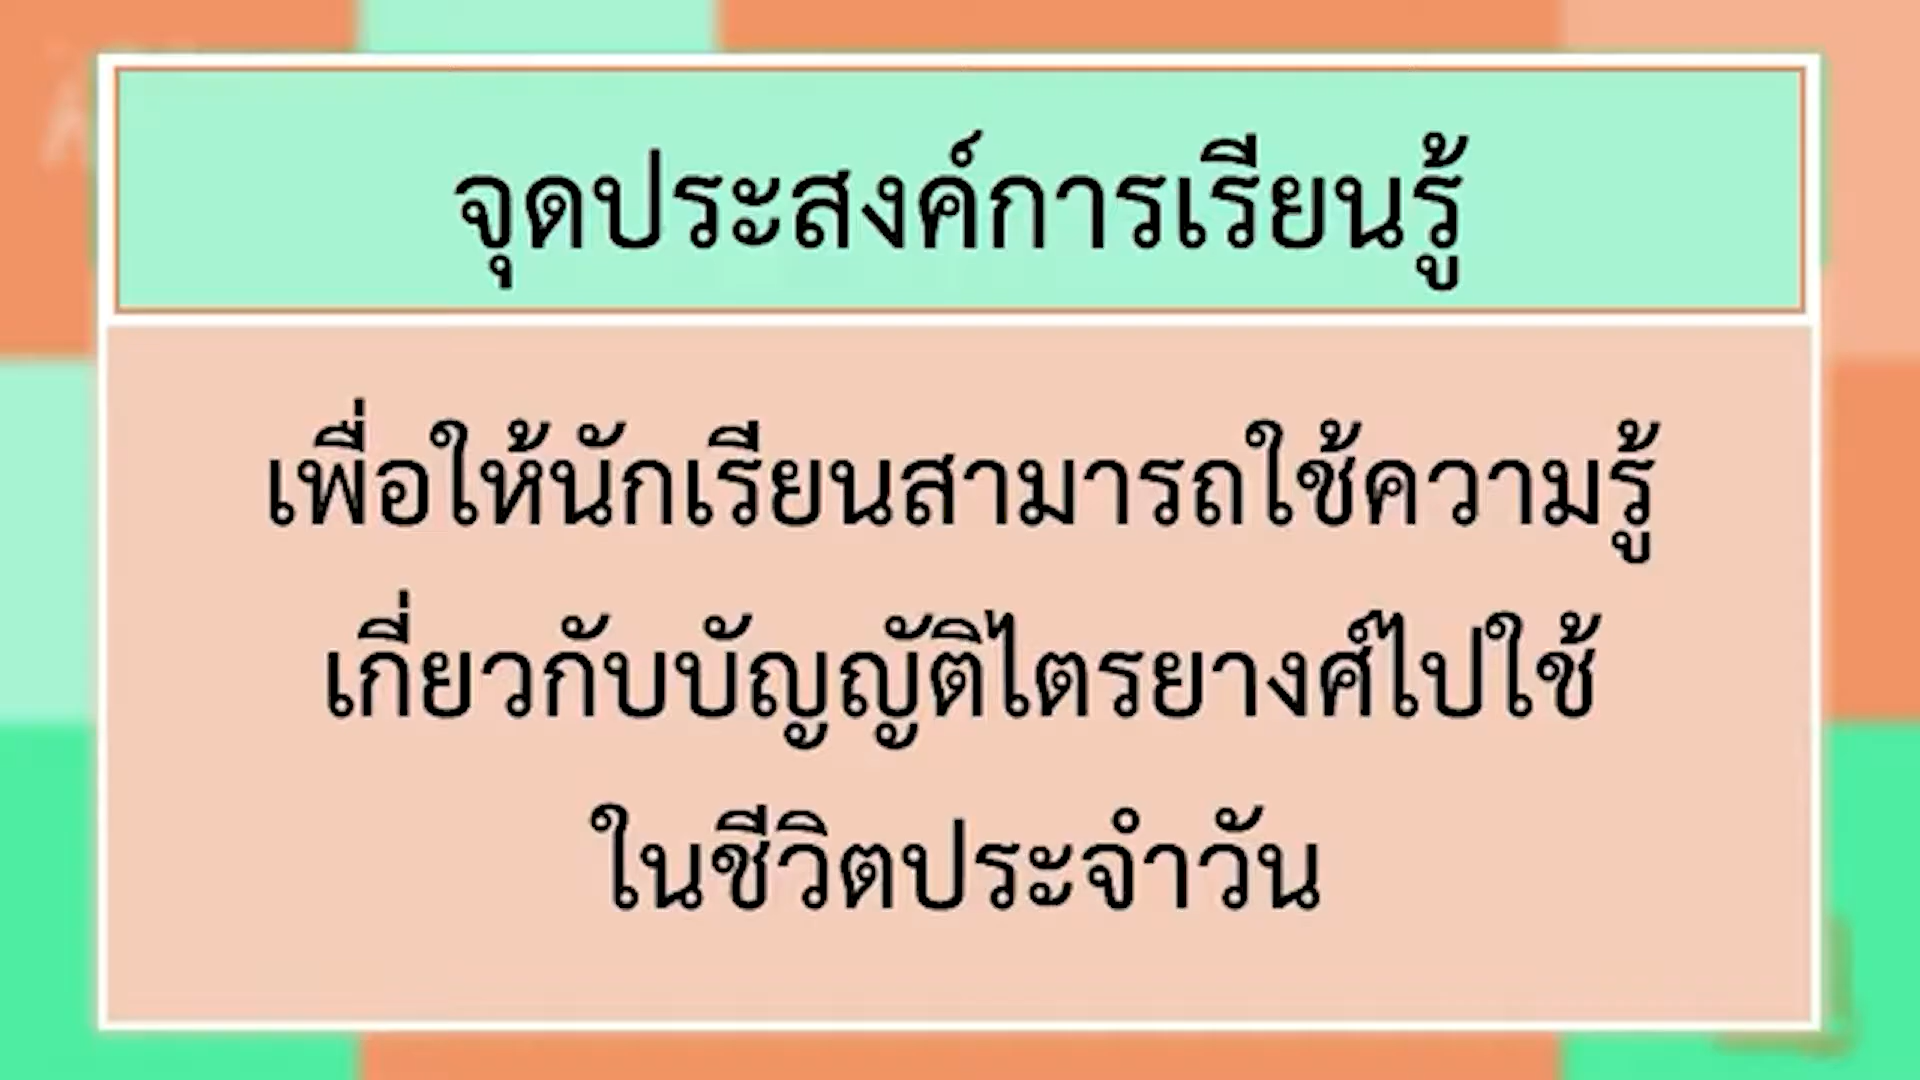 จุดประสงค์การเรียนรู้
เพื่อให้นักเรียนสามารถใช้ความรู้
เกี่ยวกับบัญญัติไตรยางศ์ไปใช้
ในชีวิตประจำวัน